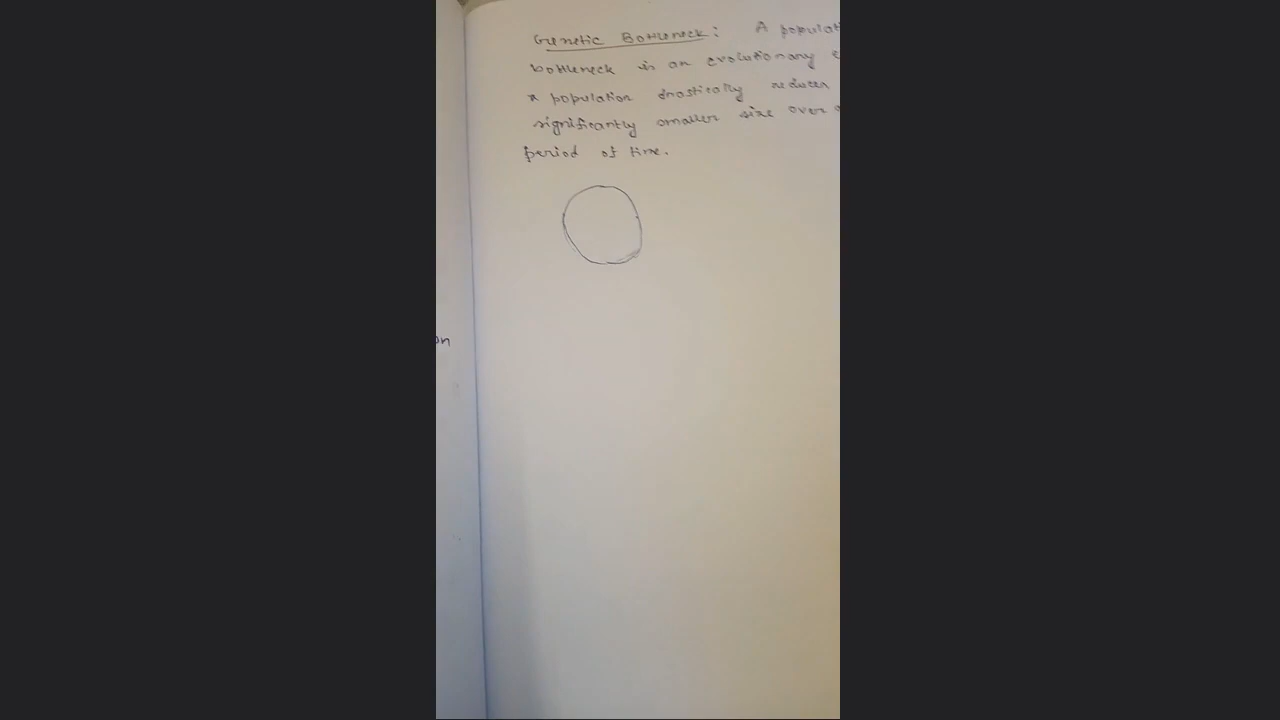 Genetic Bottleneck: A populat
bottleneck is an evolutionary e
a population drastically reduces
significantly smaller size over
period of time.
on